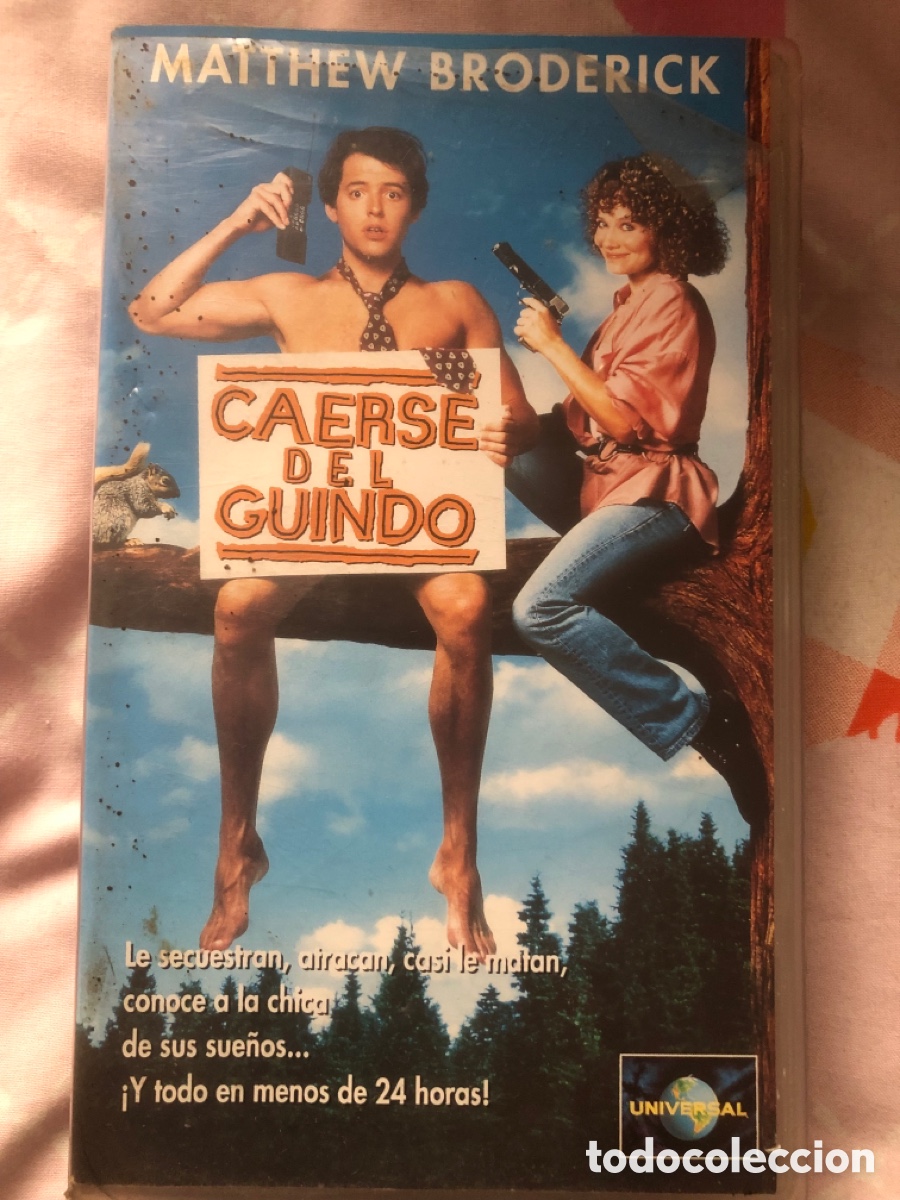 MATTHEW BRODERICK
CAERSE
DEL
GUINDO
Le secuestran, atracan, casi le matan,
conoce a la chica
de sus sueños...
¡Y todo en menos de 24 horas!
UNIVERSAL
todocoleccion